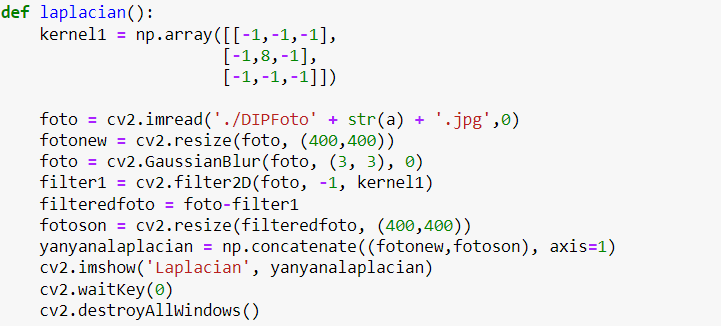 def laplacian():
    kernel1 = np.array([[-1,-1,-1],
                        [-1,8,-1],
                        [-1,-1,-1]])
    foto = cv2.imread('./DIPFoto' + str(a) + '.jpg',0)
    fotonew = cv2.resize(foto, (400,400))
    foto = cv2.GaussianBlur(foto, (3, 3), 0)
    filter1 = cv2.filter2D(foto, -1, kernel1)
    filteredfoto = foto-filter1
    fotoson = cv2.resize(filteredfoto, (400,400))
    yanyanalaplacian = np.concatenate((fotonew,fotoson), axis=1)
    cv2.imshow('Laplacian', yanyanalaplacian)
    cv2.waitKey(0)
    cv2.destroyAllWindows()